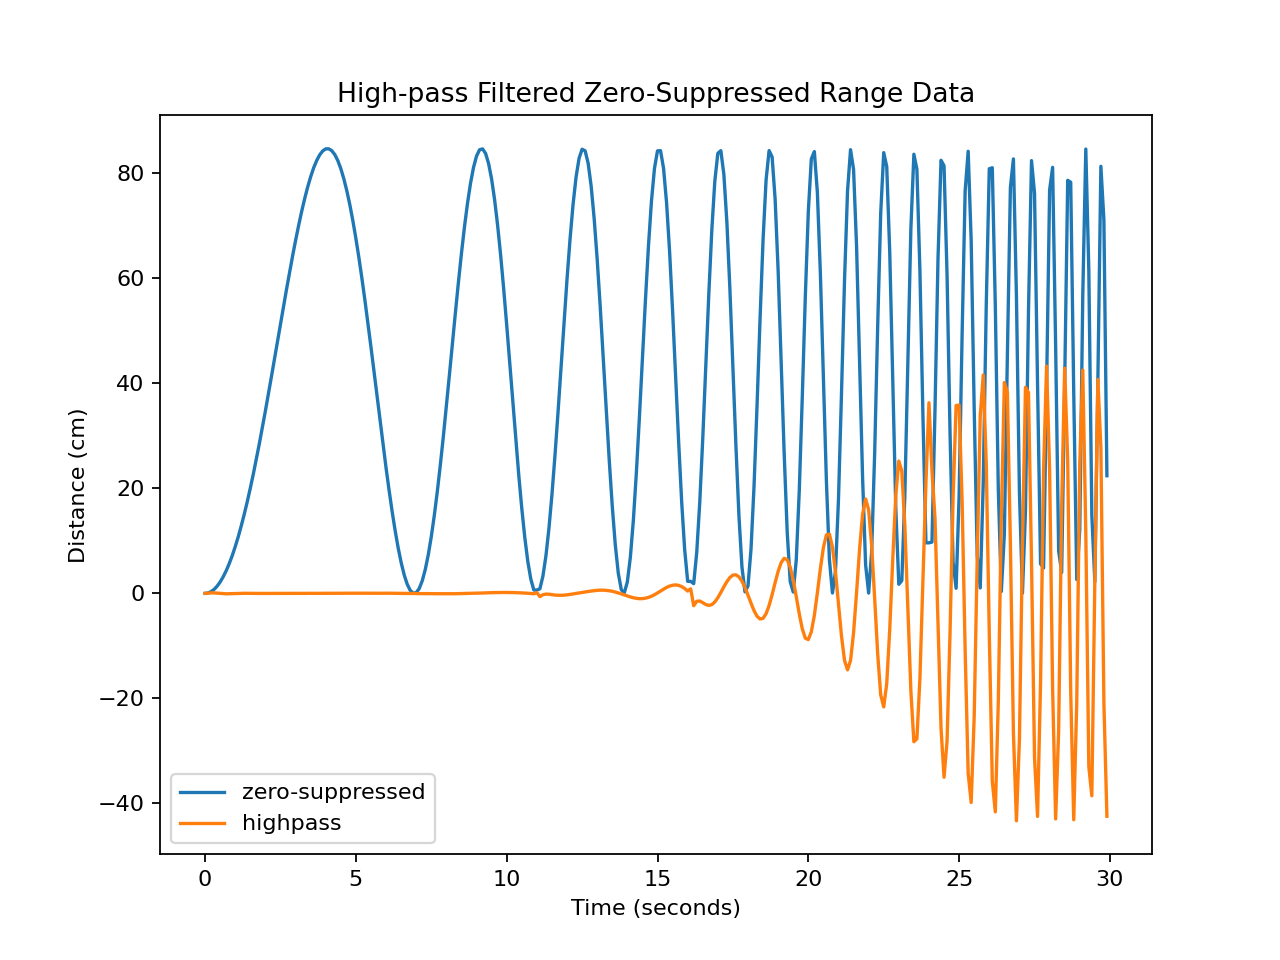 High-pass Filtered Zero-Suppressed Range Data
80
60
40
20
0
−20
−40
Distance (cm)
zero-suppressed
highpass
0 5 10 15 20 25 30
Time (seconds)